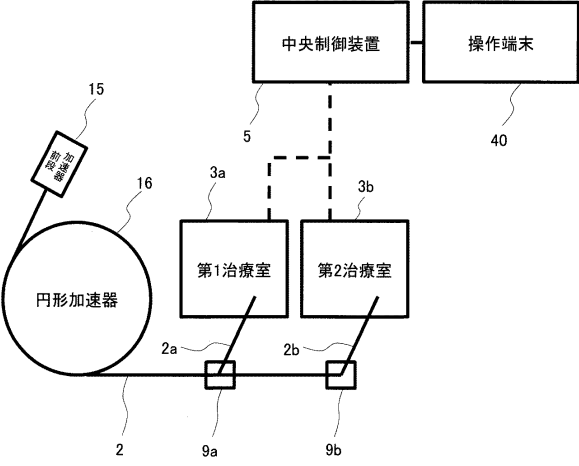 中央制御装置
操作端末
5
40
15
前段
加速器
16
3a
3b
円形加速器
第1治療室
第2治療室
2a
2b
2
9a
9b